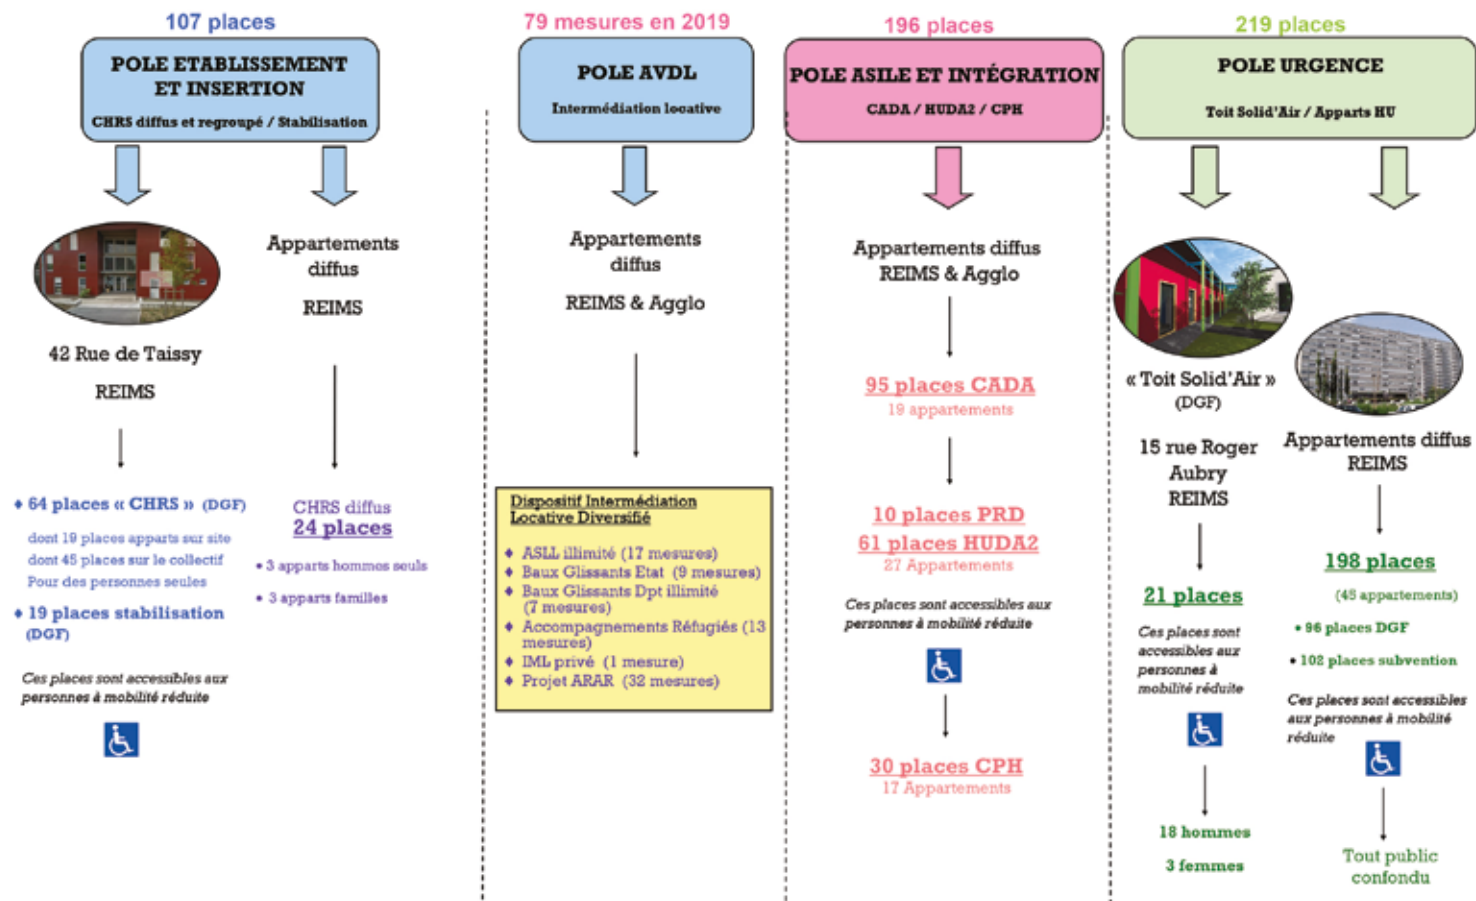 107 places
POLE ETABLISSEMENT
ET INSERTION
CHRS diffus et regroupé / Stabilisation
42 Rue de Taissy
REIMS
♦ 64 places « CHRS » (DGF)
dont 19 places apparts sur site
dont 45 places sur le collectif
Pour des personnes seules
♦ 19 places stabilisation
(DGF)
Ces places sont accessibles aux
personnes à mobilité réduite
Appartements
diffus
REIMS
CHRS diffus
24 places
• 3 apparts hommes seuls
• 3 apparts familles
79 mesures en 2019
POLE AVDL
Intermédiation locative
Appartements
diffus
REIMS & Agglo
Dispositif Intermédiation
Locative Diversifié
♦ ASLL illimité (17 mesures)
♦ Baux Glissants Etat (9 mesures)
♦ Baux Glissants Dpt illimité
(7 mesures)
♦ Accompagnements Réfugiés (13
mesures)
♦ IML privé (1 mesure)
♦ Projet ARAR (32 mesures)
196 places
POLE ASILE ET INTÉGRATION
CADA / HUDA2 / CPH
Appartements diffus
REIMS & Agglo
95 places CADA
19 appartements
10 places PRD
61 places HUDA2
27 Appartements
Ces places sont accessibles aux
personnes à mobilité réduite
30 places CPH
17 Appartements
219 places
POLE URGENCE
Toit Solid'Air / Apparts HU
« Toit Solid'Air »
(DGF)
15 rue Roger
Aubry
REIMS
21 places
Ces places sont
accessibles aux
personnes à
mobilité réduite
18 hommes
3 femmes
Appartements diffus
REIMS
198 places
(45 appartements)
• 96 places DGF
• 102 places subvention
Ces places sont accessibles
aux personnes à mobilité
réduite
Tout public
confondu